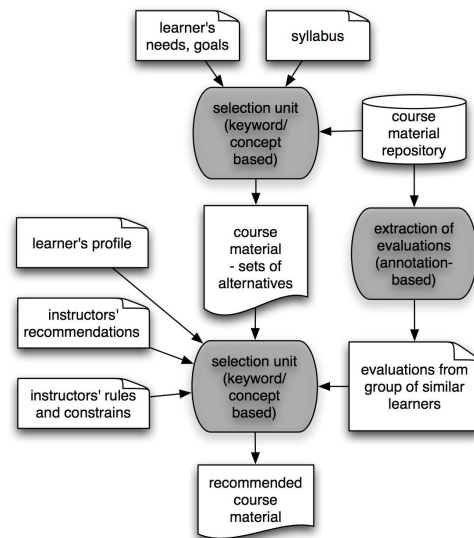 learner's
needs, goals
syllabus
selection unit
(keyword/
concept
based)
course
material
repository
course
material
- sets of
alternatives
extraction of
evaluations
(annotation-
based)
learner's profile
instructors'
recommendations
instructors' rules
and constrains
selection unit
(keyword/
concept
based)
evaluations from
group of similar
learners
recommended
course
material